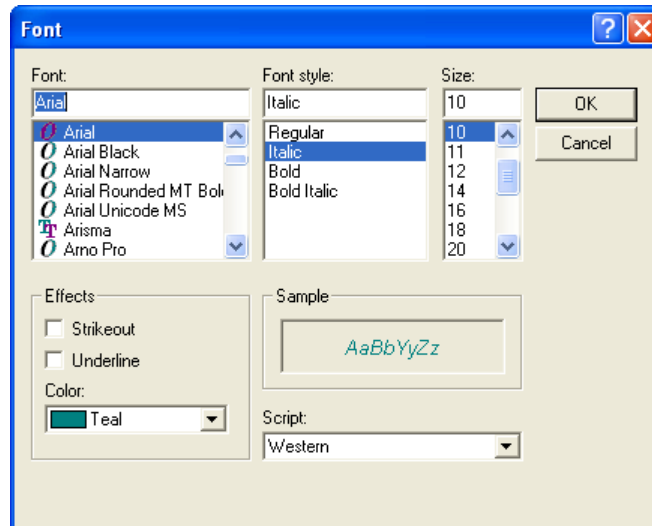 Font
Font:
Font style:
Size:
Arial
Italic
10
OK
Cancel
Arial
Arial Black
Arial Narrow
Arial Rounded MT Bol
Arial Unicode MS
Arisma
Arno Pro
Regular
Italic
Bold
Bold Italic
10
11
12
14
16
18
20
Effects
Strikeout
Underline
Color:
Teal
Sample
AaBbYyZz
Script:
Western